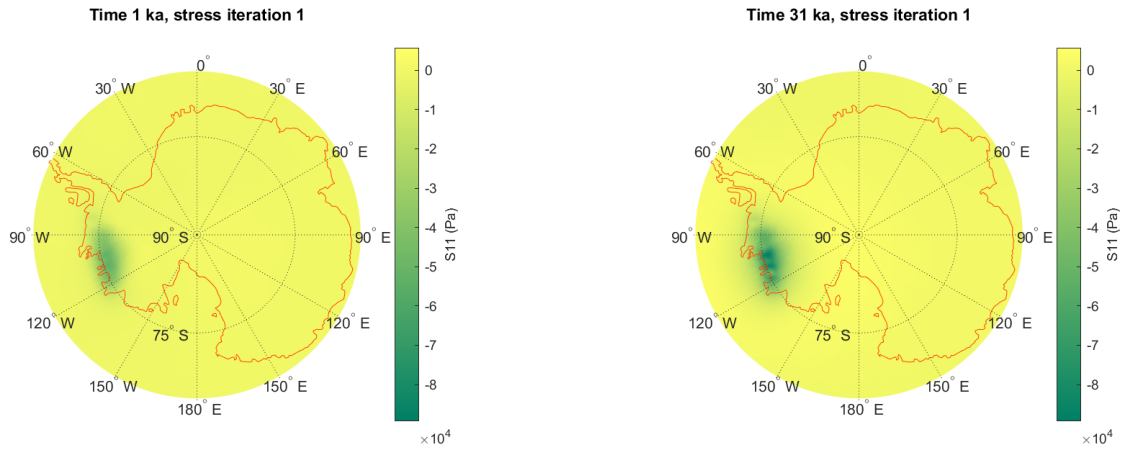 Time 1 ka, stress iteration 1
0°
30° W
30° E
60° W
60° E
90° W
90° S
90° E
120° W
75° S
120° E
150° W
150° E
180° E
0
-1
-2
-3
-4
-5
-6
-7
-8
×10⁴
S11 (Pa)
Time 31 ka, stress iteration 1
0°
30° W
30° E
60° W
60° E
90° W
90° S
90° E
120° W
75° S
120° E
150° W
150° E
180° E
0
-1
-2
-3
-4
-5
-6
-7
-8
×10⁴
S11 (Pa)